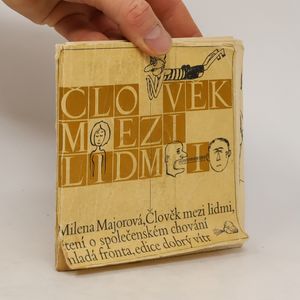 ČLOVĚK
MEZI
LIDMI
Milena Majorová, Člověk mezi lidmi,
čtení o společenském chování
mladá fronta, edice dobrý vítr